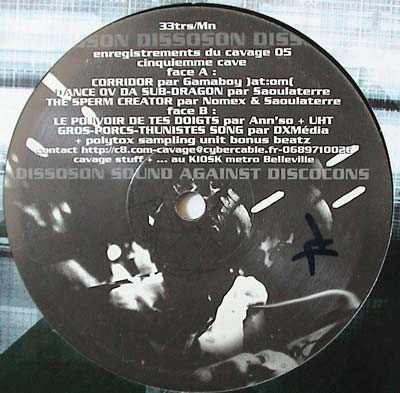 33trs/Mn
SSON DISSOSON DISSO
enregistrements du cavage 05
cinquiemme cave
face A :
CORRIDOR par Gamaboy }at:om{
DANCE OV DA SUB-DRAGON par Saoulaterre
THE SPERM CREATOR par Nomex & Saoulaterre
face B :
LE POUVOIR DE TES DOIGTS par Ann'so + UHT
GROS-PORCS-THUNISTES SONG par DXMédia
+ polytox sampling unit bonus beatz
contact http://c8.com-cavage@cybercable.fr-0689710026
cavage stuff + ... au KIOSK metro Belleville
DISSOSON SOUND AGAINST DISCOCONS